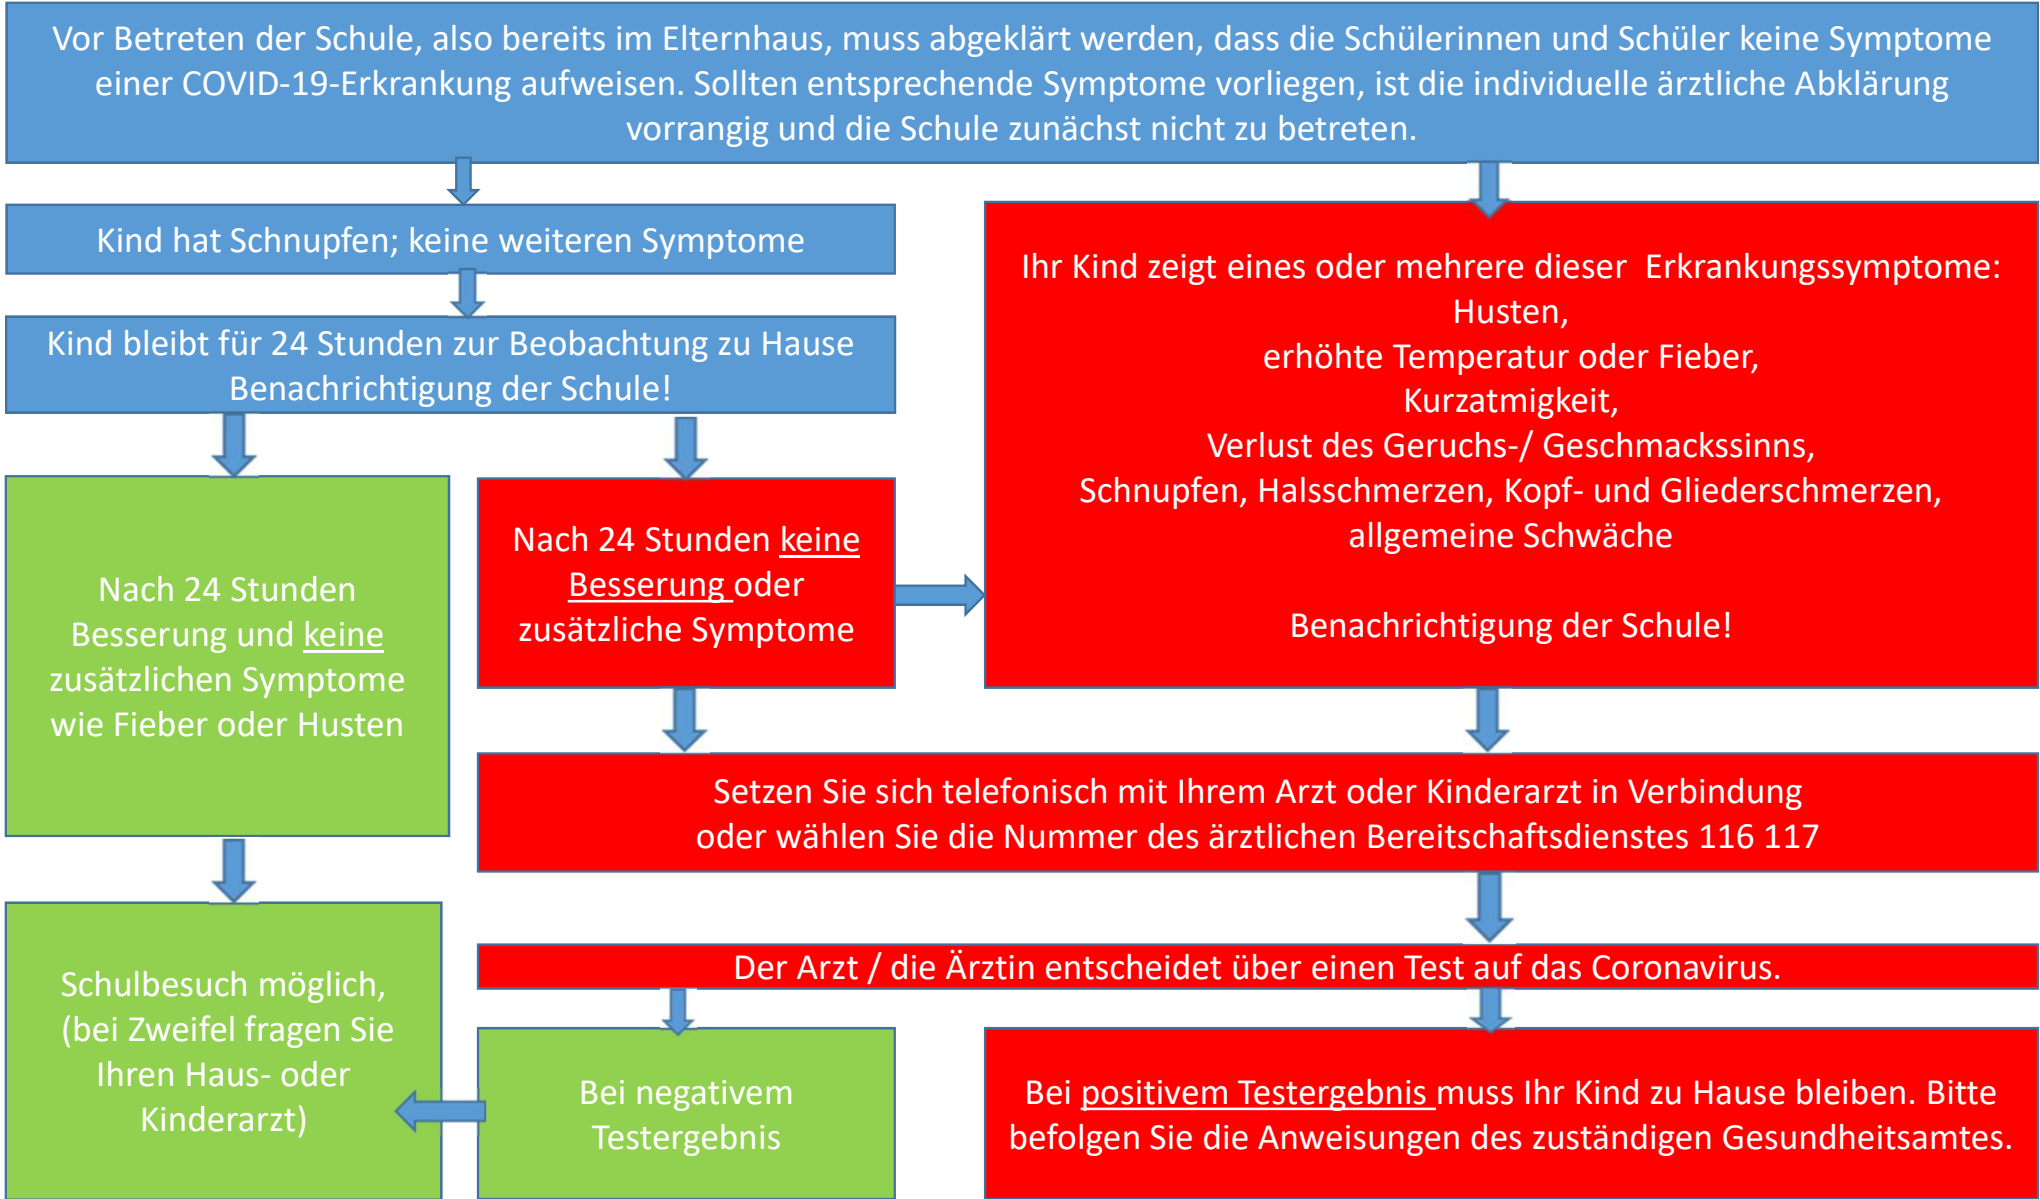 Vor Betreten der Schule, also bereits im Elternhaus, muss abgeklärt werden, dass die Schülerinnen und Schüler keine Symptome
einer COVID-19-Erkrankung aufweisen. Sollten entsprechende Symptome vorliegen, ist die individuelle ärztliche Abklärung
vorrangig und die Schule zunächst nicht zu betreten.
Kind hat Schnupfen; keine weiteren Symptome
Kind bleibt für 24 Stunden zur Beobachtung zu Hause
Benachrichtigung der Schule!
Nach 24 Stunden
Besserung und keine
zusätzlichen Symptome
wie Fieber oder Husten
Nach 24 Stunden keine
Besserung oder
zusätzliche Symptome
Ihr Kind zeigt eines oder mehrere dieser Erkrankungssymptome:
Husten,
erhöhte Temperatur oder Fieber,
Kurzatmigkeit,
Verlust des Geruchs-/ Geschmackssinns,
Schnupfen, Halsschmerzen, Kopf- und Gliederschmerzen,
allgemeine Schwäche
Benachrichtigung der Schule!
Setzen Sie sich telefonisch mit Ihrem Arzt oder Kinderarzt in Verbindung
oder wählen Sie die Nummer des ärztlichen Bereitschaftsdienstes 116 117
Der Arzt / die Ärztin entscheidet über einen Test auf das Coronavirus.
Schulbesuch möglich,
(bei Zweifel fragen Sie
Ihren Haus- oder
Kinderarzt)
Bei negativem
Testergebnis
Bei positivem Testergebnis muss Ihr Kind zu Hause bleiben. Bitte
befolgen Sie die Anweisungen des zuständigen Gesundheitsamtes.